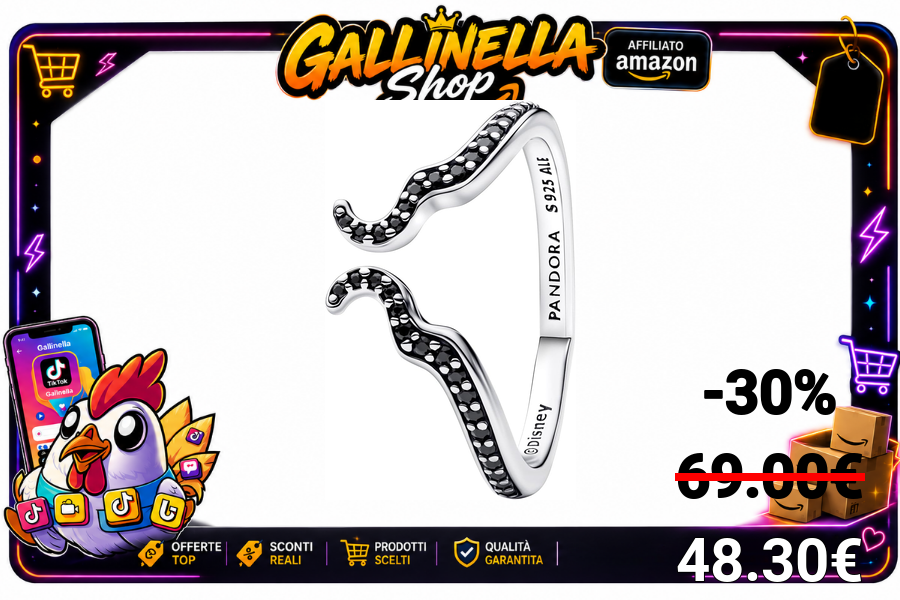 GALLINELLA
Shop
AFFILIATO
amazon
S 925 ALE
PANDORA
©Disney
Gallinella
TikTok
Gallinella
-30%
69.00€
48.30€
OFFERTE
TOP
SCONTI
REALI
PRODOTTI
SCELTI
QUALITÀ
GARANTITA